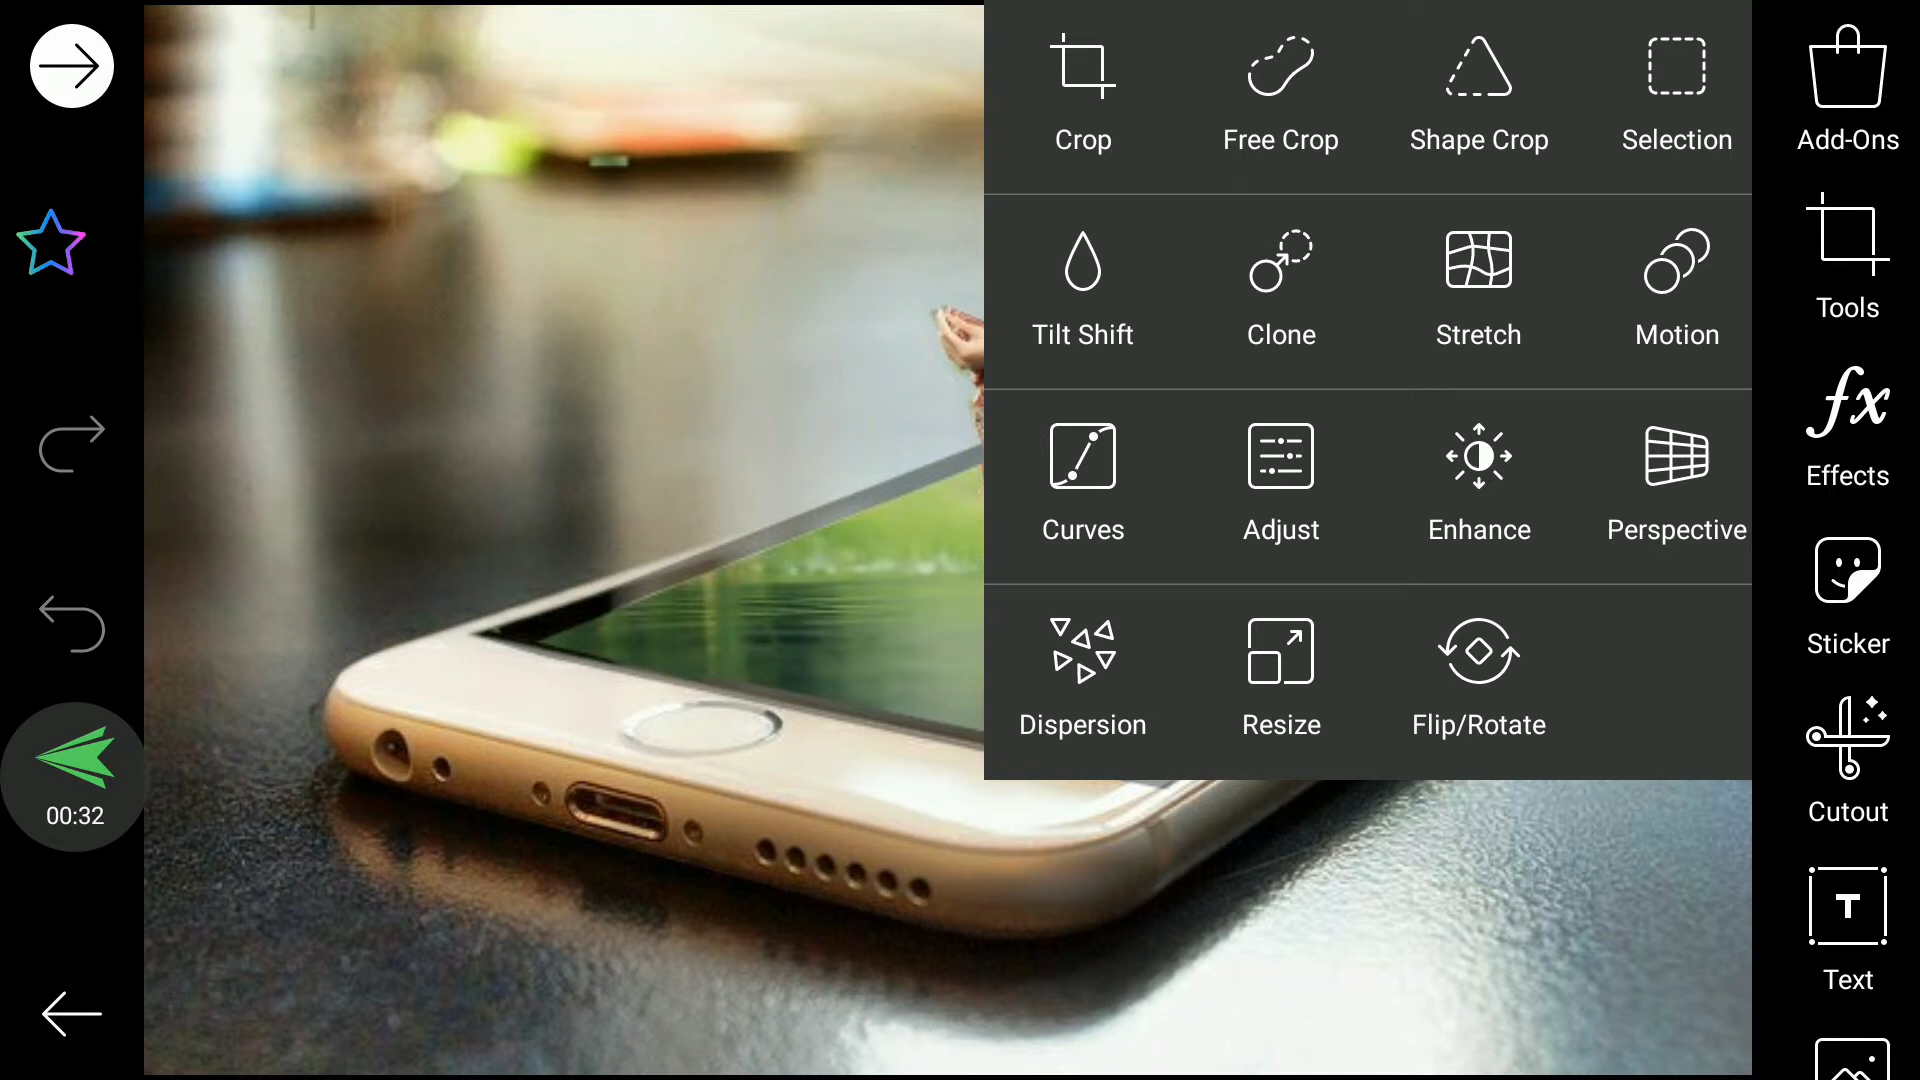 Crop
Free Crop
Shape Crop
Selection
Add-Ons
Tilt Shift
Clone
Stretch
Motion
Tools
Curves
Adjust
Enhance
Perspective
Effects
Dispersion
Resize
Flip/Rotate
Sticker
00:32
Cutout
T
Text